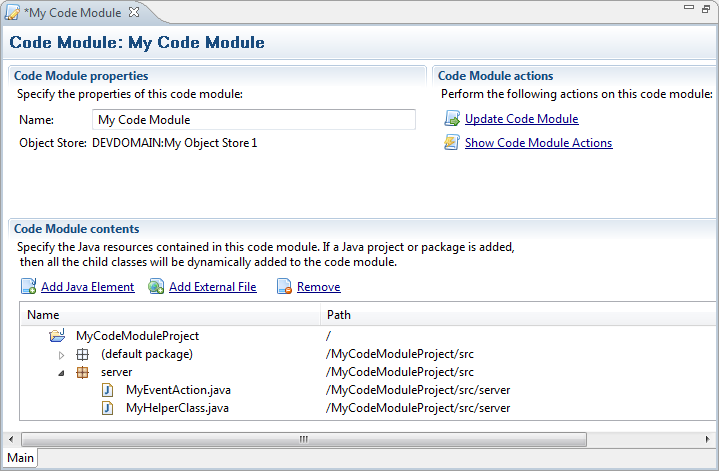 *My Code Module
Code Module: My Code Module
Code Module properties
Specify the properties of this code module:
Name: My Code Module
Object Store: DEVDOMAIN:My Object Store 1
Code Module actions
Perform the following actions on this code module:
Update Code Module
Show Code Module Actions
Code Module contents
Specify the Java resources contained in this code module. If a Java project or package is added,
then all the child classes will be dynamically added to the code module.
Add Java Element Add External File Remove
Name Path
MyCodeModuleProject /
(default package) /MyCodeModuleProject/src
server /MyCodeModuleProject/src
MyEventAction.java /MyCodeModuleProject/src/server
MyHelperClass.java /MyCodeModuleProject/src/server
Main